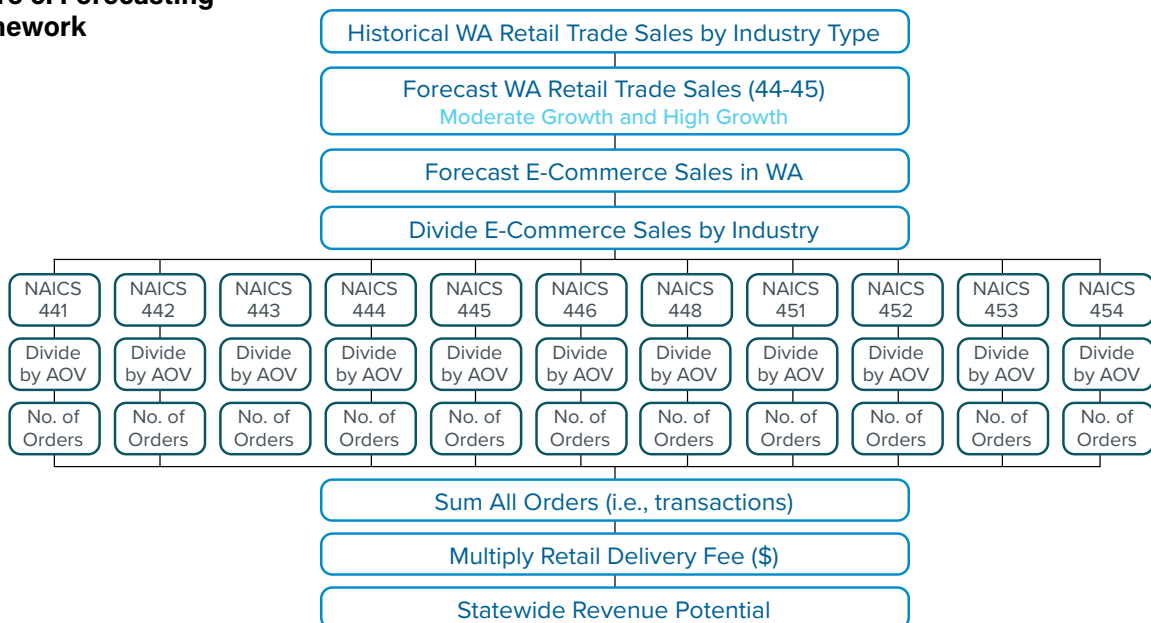 Forecasting
Historical WA Retail Trade Sales by Industry Type
Forecast WA Retail Trade Sales (44-45)
Moderate Growth and High Growth
Forecast E-Commerce Sales in WA
Divide E-Commerce Sales by Industry
NAICS NAICS NAICS NAICS NAICS NAICS NAICS NAICS NAICS NAICS NAICS
441 442 443 444 445 446 448 451 452 453 454
Divide Divide Divide Divide Divide Divide Divide Divide Divide Divide Divide
by AOV by AOV by AOV by AOV by AOV by AOV by AOV by AOV by AOV by AOV by AOV
No. of No. of No. of No. of No. of No. of No. of No. of No. of No. of No. of
Orders Orders Orders Orders Orders Orders Orders Orders Orders Orders Orders
Sum All Orders (i.e., transactions)
Multiply Retail Delivery Fee ($)
Statewide Revenue Potential